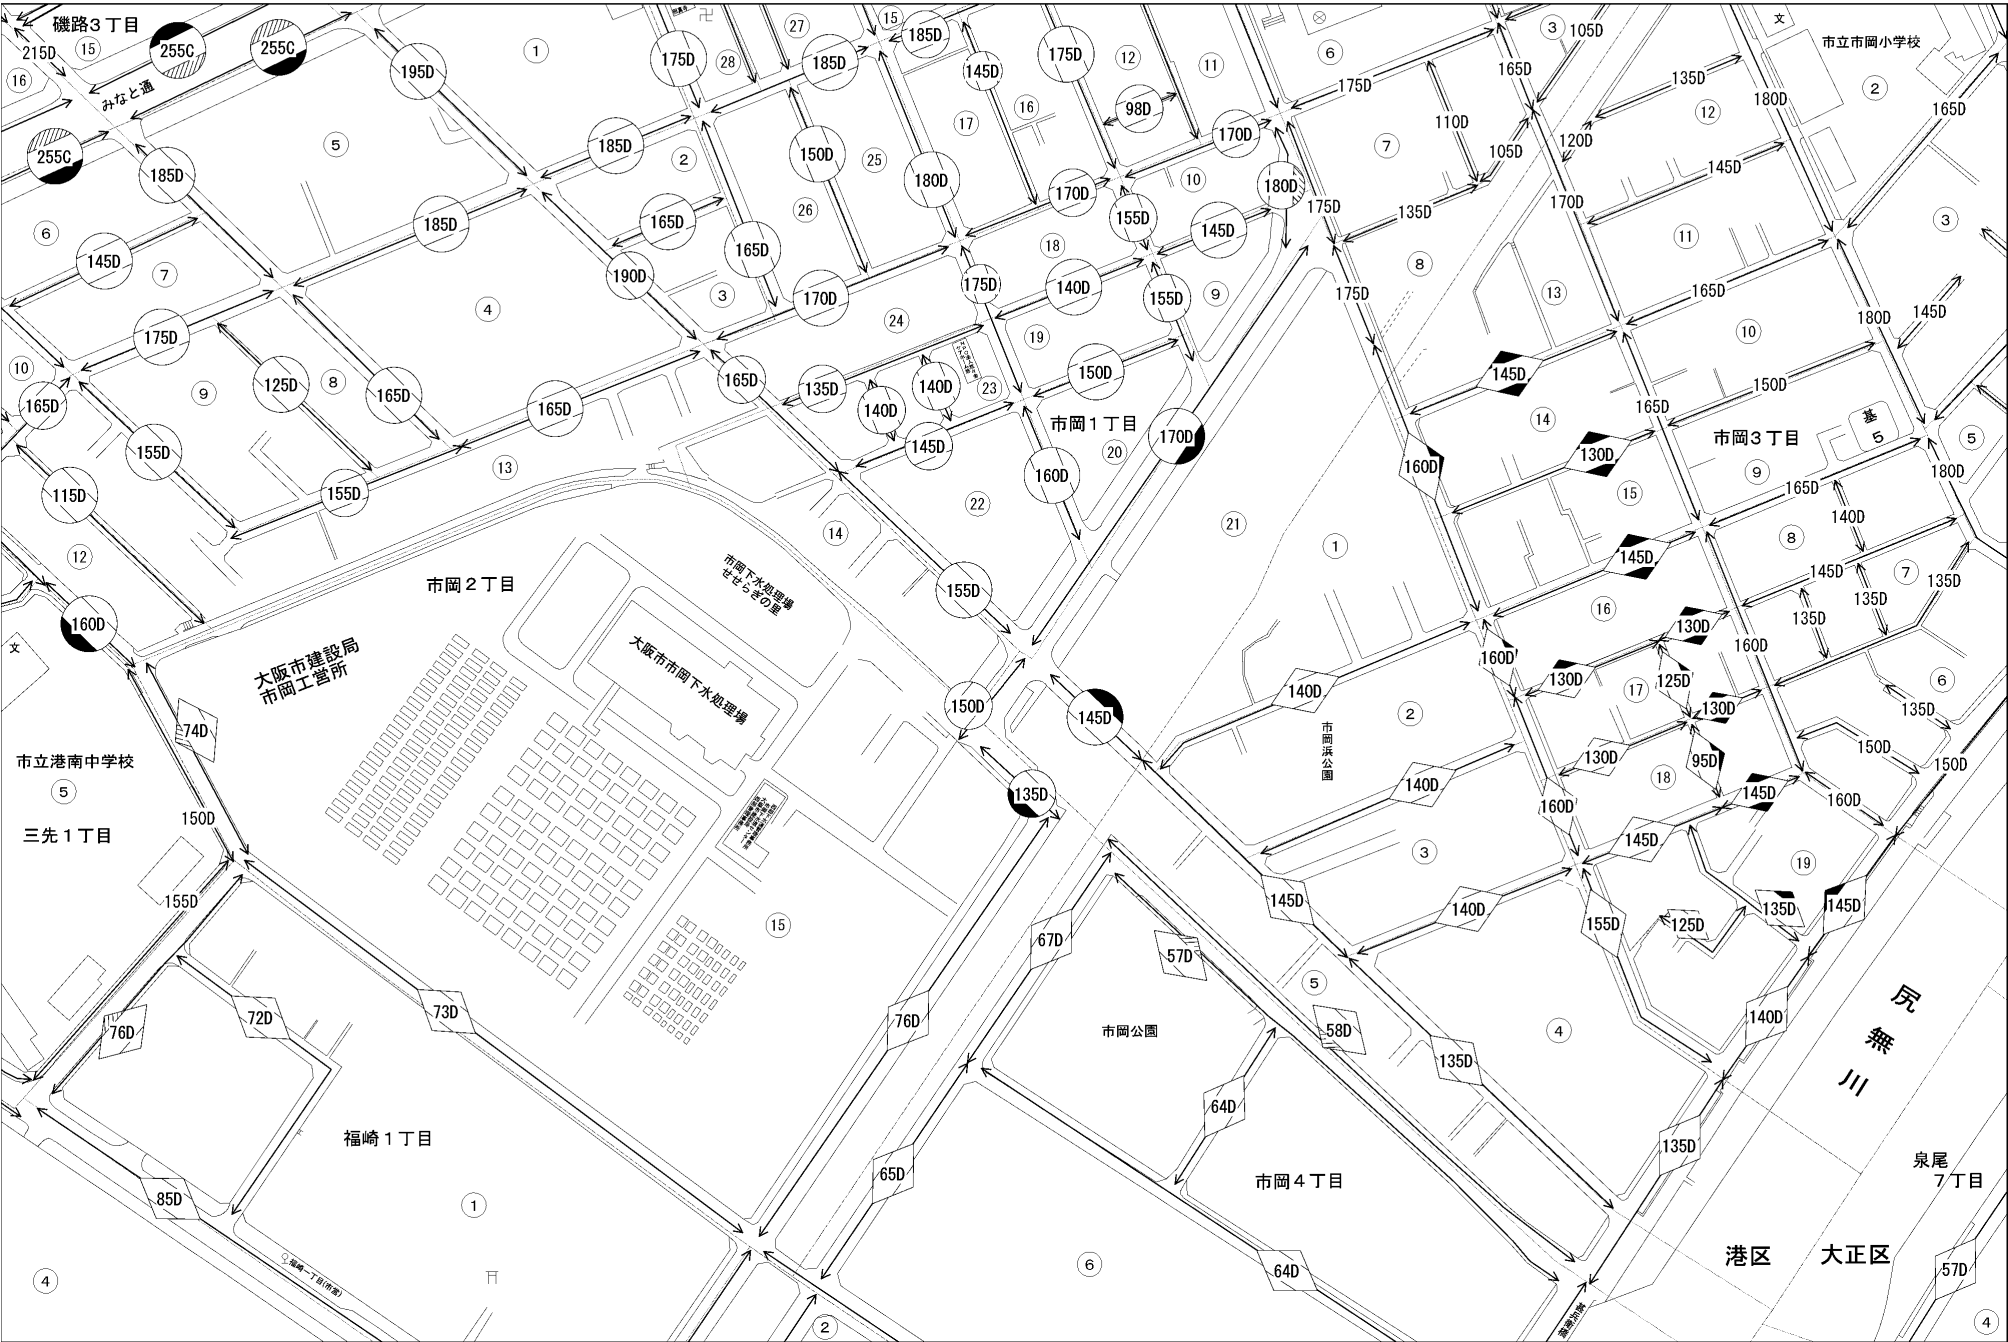 磯路3丁目
15
215D
255C
255C
195D
1
175D
28
27
185D
15
185D
145D
175D
12
11
6
175D
165D
3
105D
文
市立市岡小学校
2
16
みなと通
255C
5
185D
185D
2
150D
25
17
16
98D
170D
7
110D
105D
120D
135D
12
180D
165D
6
145D
7
185D
165D
26
180D
170D
10
155D
180D
175D
135D
170D
145D
11
3
190D
165D
18
145D
175D
4
3
170D
175D
140D
155D
9
8
175D
13
165D
10
180D
145D
175D
24
19
10
9
125D
8
165D
165D
165D
135D
140D
140D
23
150D
145D
14
165D
150D
165D
155D
145D
市岡1丁目
20
170D
160D
130D
市岡3丁目
基
5
5
115D
155D
13
160D
22
15
9
165D
180D
12
14
21
1
145D
140D
8
市岡2丁目
市岡下水処理場
せせらぎの里
155D
16
145D
7
135D
135D
135D
160D
文
大阪市建設局
市岡工営所
大阪市市岡下水処理場
160D
130D
160D
130D
125D
17
130D
6
135D
74D
150D
145D
140D
2
市岡浜公園
130D
95D
18
150D
150D
市立港南中学校
5
三先1丁目
150D
135D
140D
160D
145D
145D
160D
3
19
155D
15
67D
57D
145D
140D
155D
125D
135D
145D
76D
72D
73D
76D
市岡公園
5
58D
4
140D
尻無川
135D
64D
福崎1丁目
65D
135D
85D
1
市岡4丁目
泉尾
7丁目
福崎一丁目(市営)
4
6
64D
港区
大正区
57D
2
4